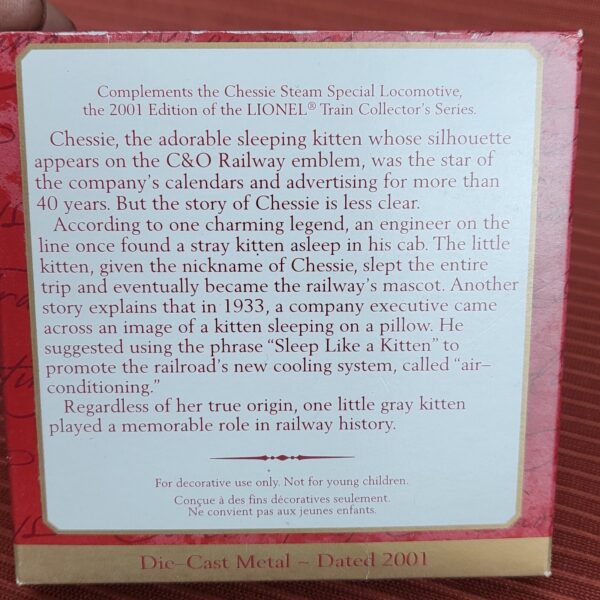 Complements the Chessie Steam Special Locomotive,
the 2001 Edition of the LIONEL® Train Collector's Series.
Chessie, the adorable sleeping kitten whose silhouette
appears on the C&O Railway emblem, was the star of
the company's calendars and advertising for more than
40 years. But the story of Chessie is less clear.
According to one charming legend, an engineer on the
line once found a stray kitten asleep in his cab. The little
kitten, given the nickname of Chessie, slept the entire
trip and eventually became the railway's mascot. Another
story explains that in 1933, a company executive came
across an image of a kitten sleeping on a pillow. He
suggested using the phrase “Sleep Like a Kitten” to
promote the railroad's new cooling system, called “air–
conditioning.”
Regardless of her true origin, one little gray kitten
played a memorable role in railway history.
For decorative use only. Not for young children.
Conçue à des fins décoratives seulement.
Ne convient pas aux jeunes enfants.
Die–Cast Metal ~ Dated 2001